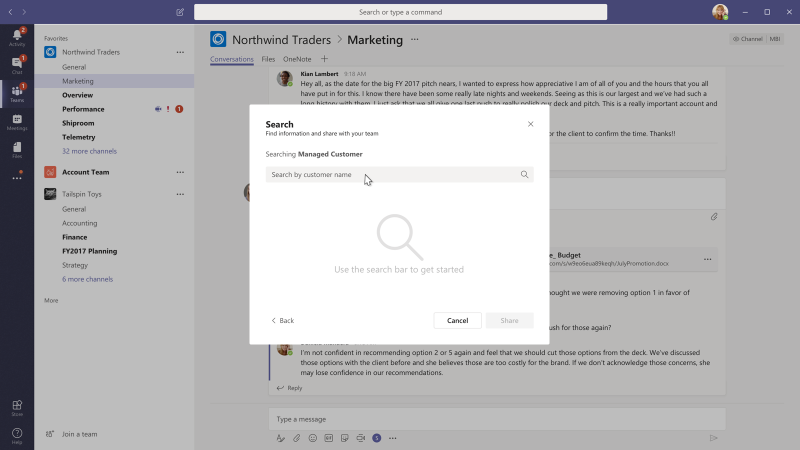 Search or type a command
2
Activity
1
Chat
1
Teams
Meetings
Files
Store
Help
Favorites
Northwind Traders
General
Marketing
Overview
Performance
! 1
Shiproom
Telemetry
32 more channels
Account Team
Tailspin Toys
General
Accounting
Finance
FY2017 Planning
Strategy
6 more channels
More
Join a team
Northwind Traders > Marketing ...
Channel MBI
Conversations Files OneNote +
Kian Lambert 9:18 AM
Hey all, as the date for the big FY 2017 pitch nears, I wanted to express how appreciative I am of all of you and the hours that you all
have put in for this. I know there have been some really late nights and weekends. Seeing as this is our largest and we've had such a
long history with them, I just ask that we all give one last push to really polish our deck and pitch. This is a really important account and
for the client to confirm the time. Thanks!!
Search
Find information and share with your team
Searching Managed Customer
Search by customer name
Use the search bar to get started
Back
Cancel
Share
e_Budget
com/s/w9eo6eua89keqh/JulyPromotion.docx
hought we were removing option 1 in favor of
ush for those again?
I'm not confident in recommending option 2 or 5 again and feel that we should cut those options from the deck. We've discussed
those options with the client before and she believes those are too costly for the brand. If we don't acknowledge those concerns, she
may lose confidence in our recommendations.
Reply
Type a message